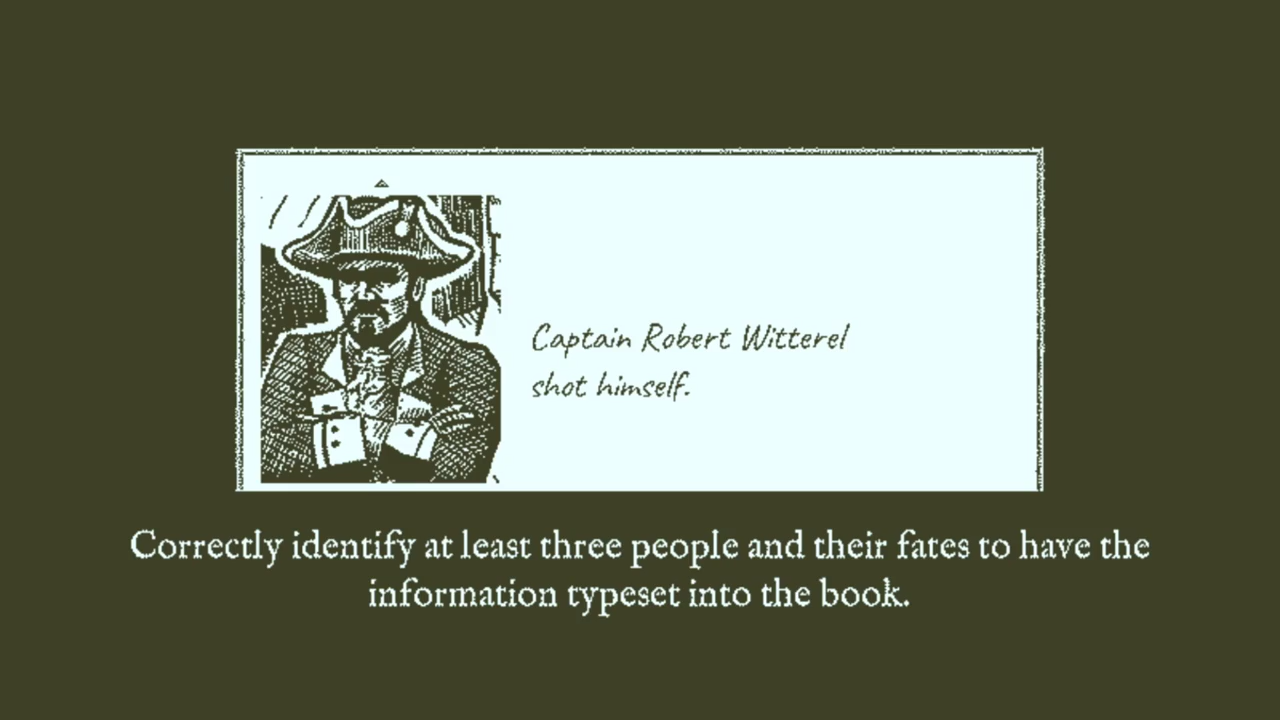 Captain Robert Witterel
shot himself.
Correctly identify at least three people and their fates to have the
information typeset into the book.